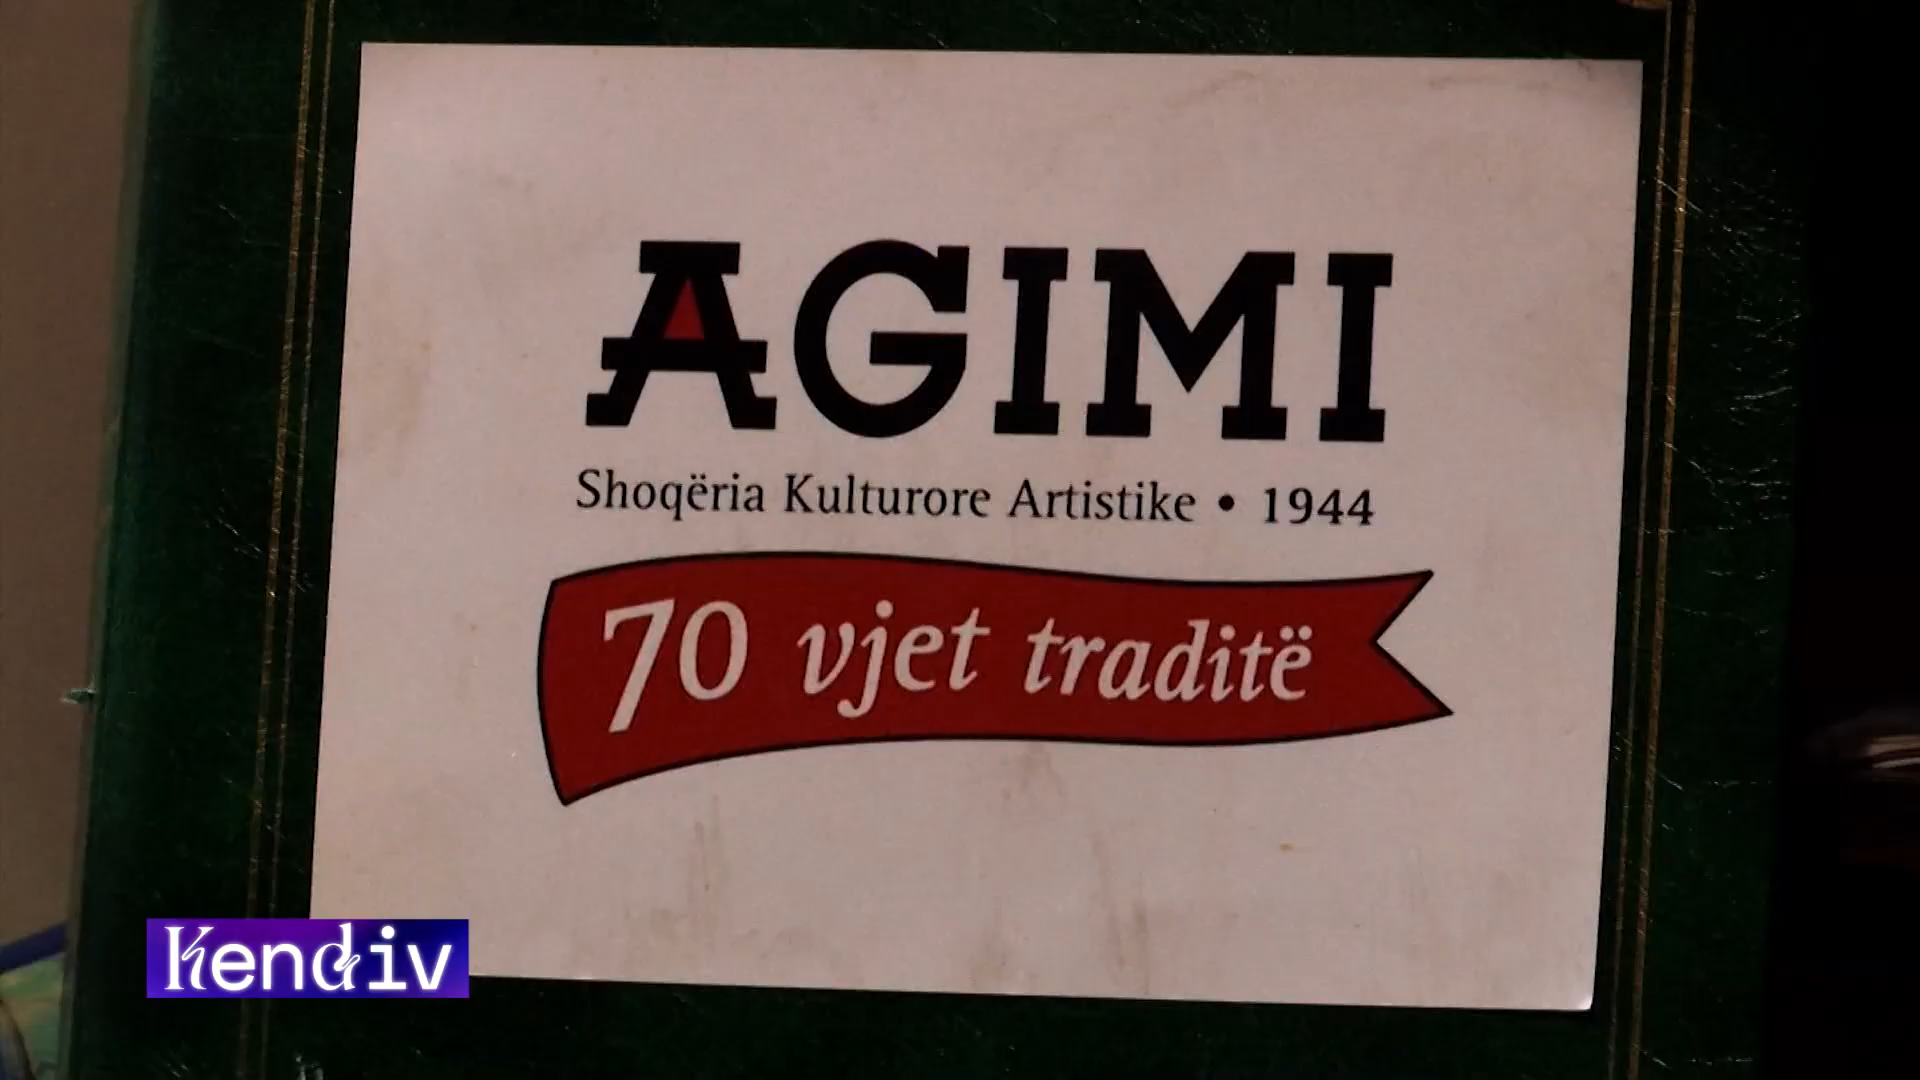 AGIMI
Shoqëria Kulturore Artistike • 1944
70 vjet traditë
Kendiv